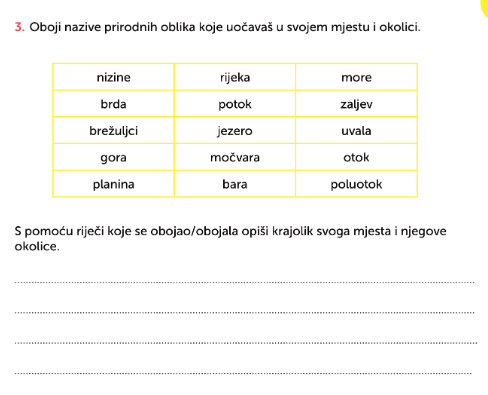 3. Oboji nazive prirodnih oblika koje uočavaš u svojem mjestu i okolici.
nizine rijeka more
brda potok zaljev
brežuljci jezero uvala
gora močvara otok
planina bara poluotok
S pomoću riječi koje se obojao/obojala opiši krajolik svoga mjesta i njegove
okolice.